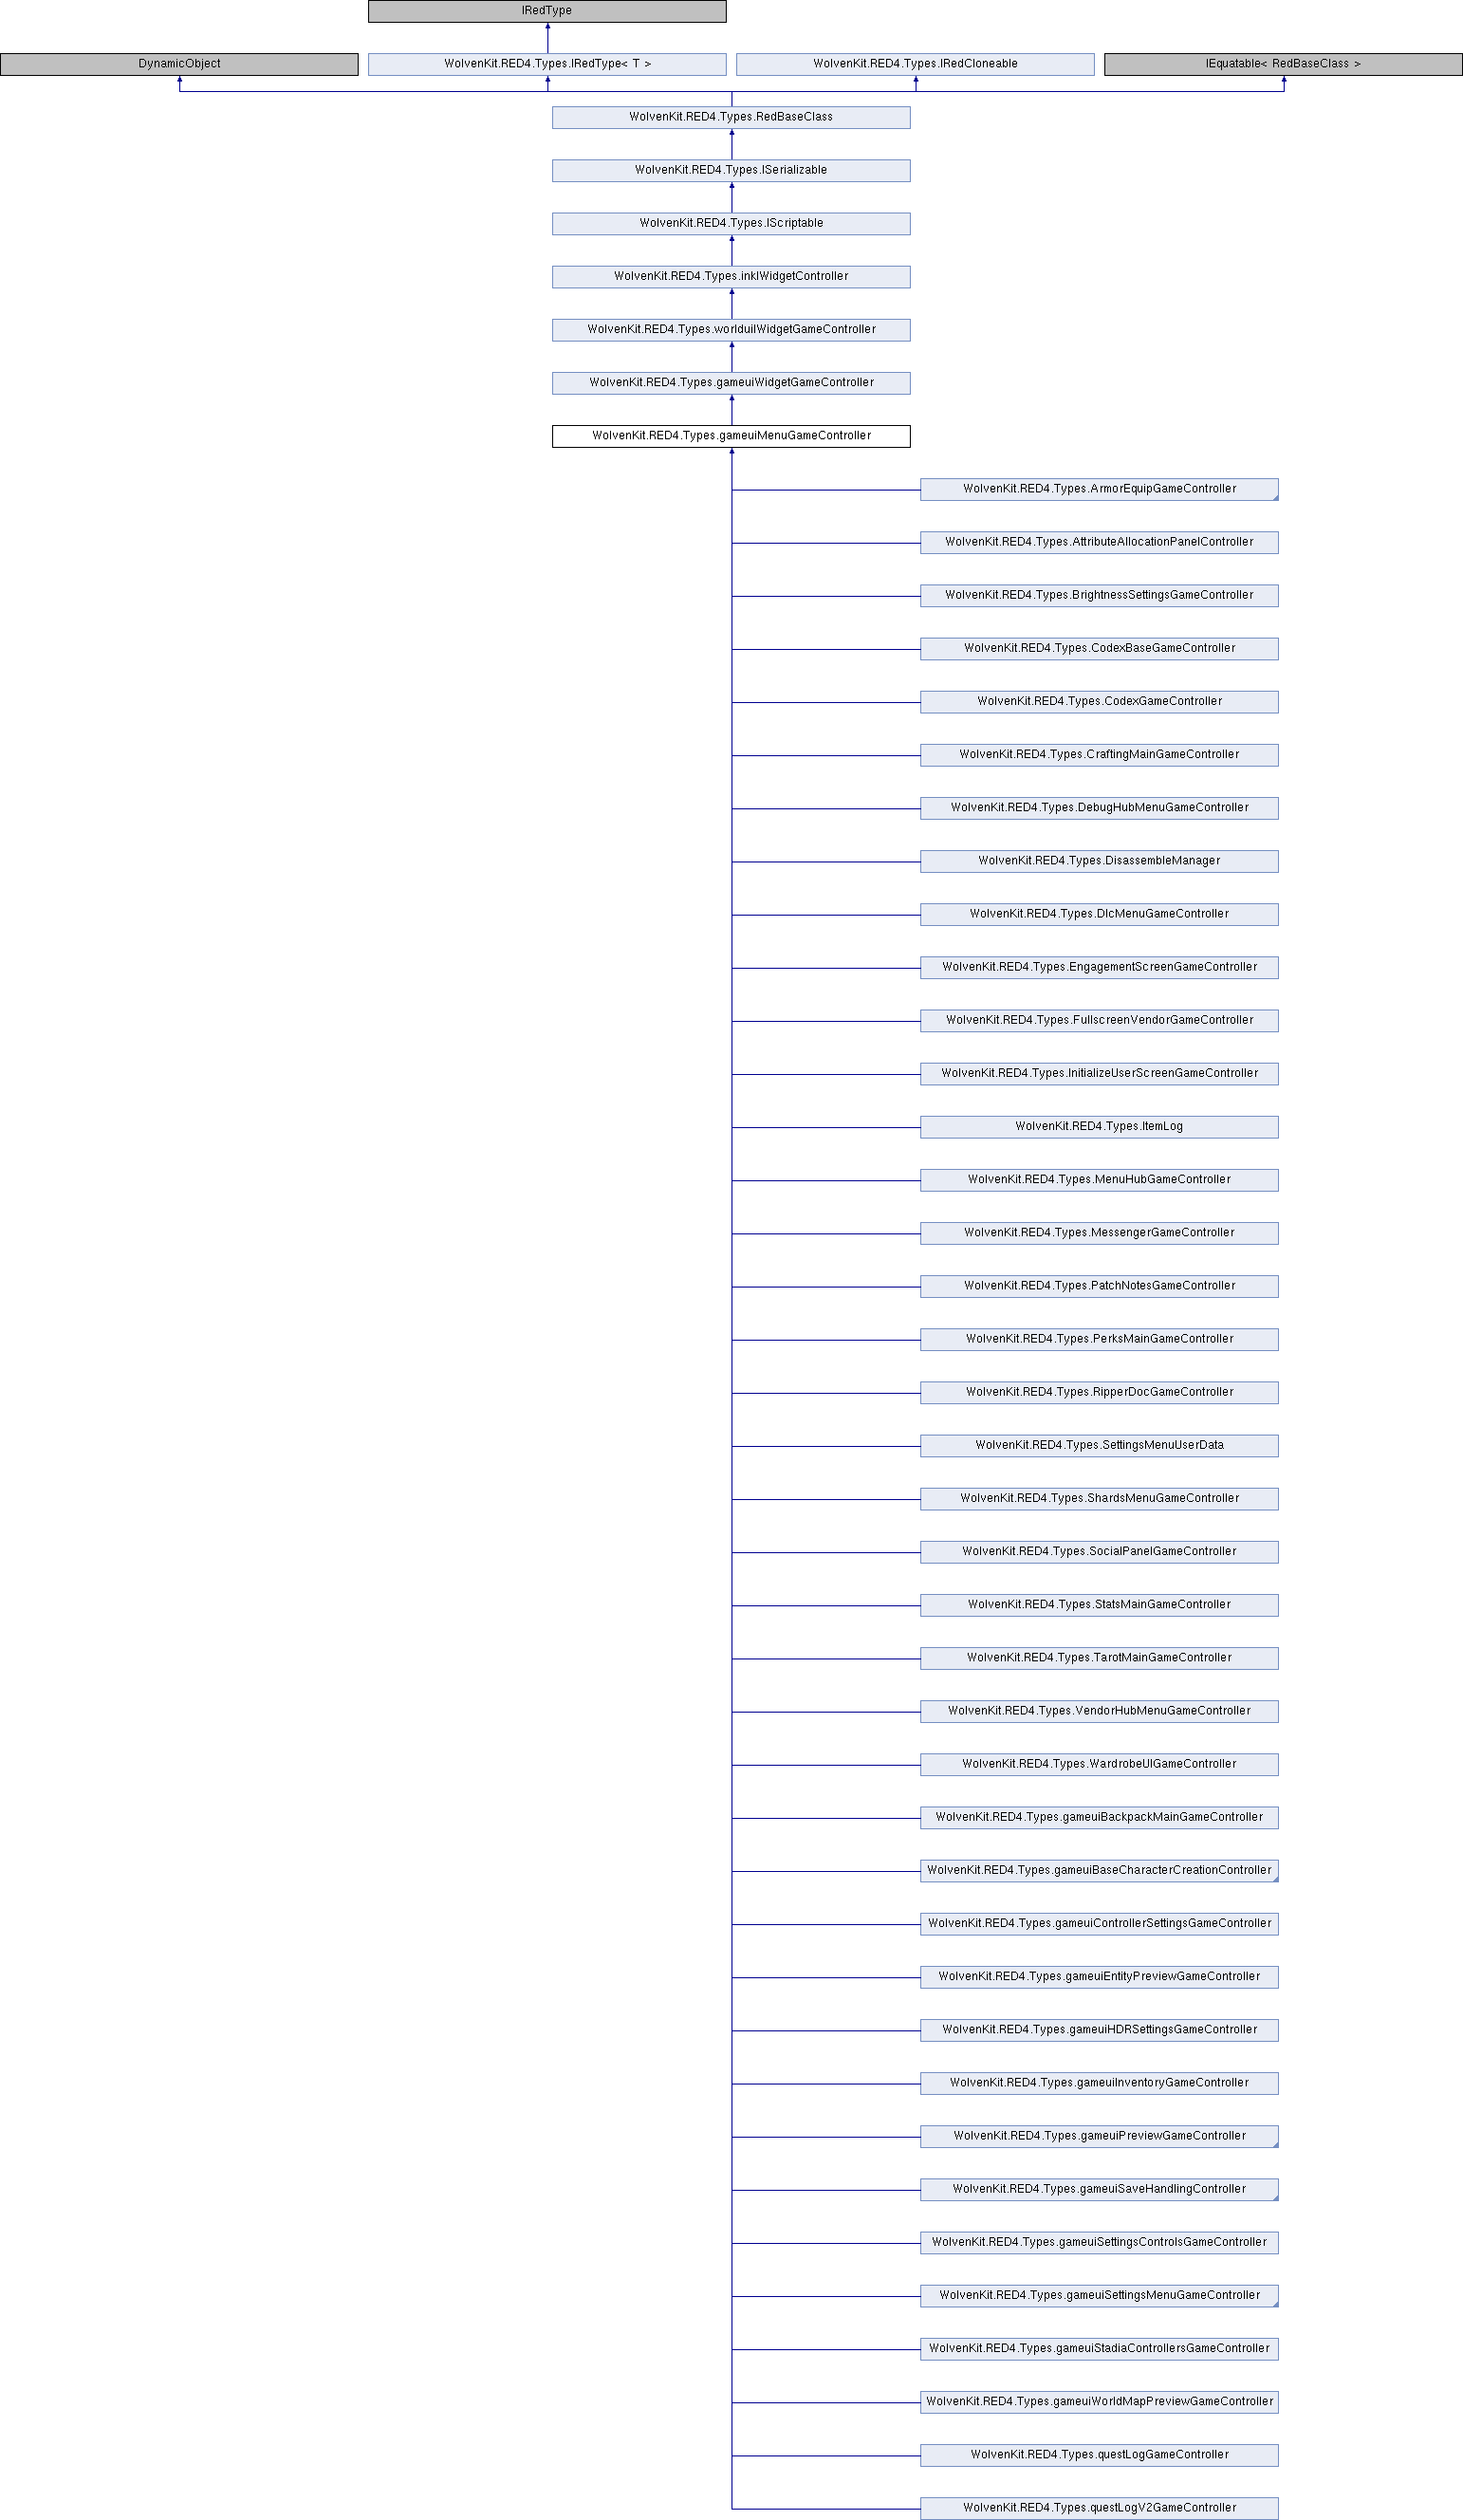 IRedType
DynamicObject
WolvenKit.RED4.Types.IRedType< T >
WolvenKit.RED4.Types.IRedCloneable
IEquatable< RedBaseClass >
WolvenKit.RED4.Types.RedBaseClass
WolvenKit.RED4.Types.ISerializable
WolvenKit.RED4.Types.IScriptable
WolvenKit.RED4.Types.inkIWidgetController
WolvenKit.RED4.Types.worlduiIWidgetGameController
WolvenKit.RED4.Types.gameuiWidgetGameController
WolvenKit.RED4.Types.gameuiMenuGameController
WolvenKit.RED4.Types.ArmorEquipGameController
WolvenKit.RED4.Types.AttributeAllocationPanelController
WolvenKit.RED4.Types.BrightnessSettingsGameController
WolvenKit.RED4.Types.CodexBaseGameController
WolvenKit.RED4.Types.CodexGameController
WolvenKit.RED4.Types.CraftingMainGameController
WolvenKit.RED4.Types.DebugHubMenuGameController
WolvenKit.RED4.Types.DisassembleManager
WolvenKit.RED4.Types.DlcMenuGameController
WolvenKit.RED4.Types.EngagementScreenGameController
WolvenKit.RED4.Types.FullscreenVendorGameController
WolvenKit.RED4.Types.InitializeUserScreenGameController
WolvenKit.RED4.Types.ItemLog
WolvenKit.RED4.Types.MenuHubGameController
WolvenKit.RED4.Types.MessengerGameController
WolvenKit.RED4.Types.PatchNotesGameController
WolvenKit.RED4.Types.PerksMainGameController
WolvenKit.RED4.Types.RipperDocGameController
WolvenKit.RED4.Types.SettingsMenuUserData
WolvenKit.RED4.Types.ShardsMenuGameController
WolvenKit.RED4.Types.SocialPanelGameController
WolvenKit.RED4.Types.StatsMainGameController
WolvenKit.RED4.Types.TarotMainGameController
WolvenKit.RED4.Types.VendorHubMenuGameController
WolvenKit.RED4.Types.WardrobeUIGameController
WolvenKit.RED4.Types.gameuiBackpackMainGameController
WolvenKit.RED4.Types.gameuiBaseCharacterCreationController
WolvenKit.RED4.Types.gameuiControllerSettingsGameController
WolvenKit.RED4.Types.gameuiEntityPreviewGameController
WolvenKit.RED4.Types.gameuiHDRSettingsGameController
WolvenKit.RED4.Types.gameuiInventoryGameController
WolvenKit.RED4.Types.gameuiPreviewGameController
WolvenKit.RED4.Types.gameuiSaveHandlingController
WolvenKit.RED4.Types.gameuiSettingsControlsGameController
WolvenKit.RED4.Types.gameuiSettingsMenuGameController
WolvenKit.RED4.Types.gameuiStadiaControllersGameController
WolvenKit.RED4.Types.gameuiWorldMapPreviewGameController
WolvenKit.RED4.Types.questLogGameController
WolvenKit.RED4.Types.questLogV2GameController